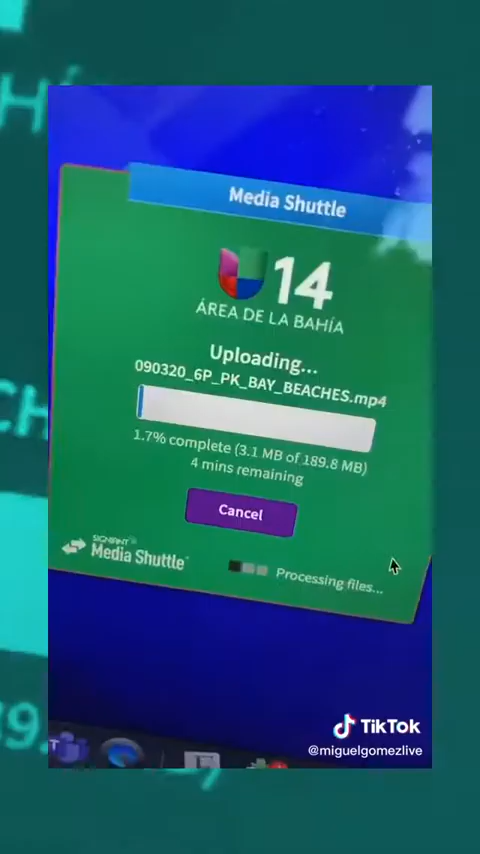 Media Shuttle
14
ÁREA DE LA BAHÍA
Uploading...
090320_6P_PK_BAY_BEACHES.mp4
1.7% complete (3.1 MB of 189.8 MB)
4 mins remaining
Cancel
SIGNIANT
Media Shuttle
Processing files...
TikTok
@miguelgomezlive